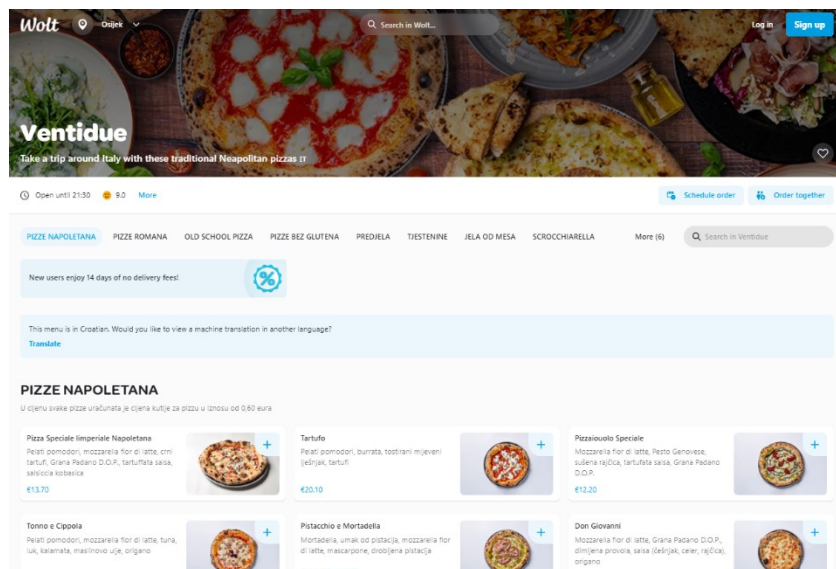 Wolt
Osijek
Search in Wolt...
Log in
Sign up
Ventidue
Take a trip around Italy with these traditional Neapolitan pizzas IT
Open until 21:30
9.0
More
Schedule order
Order together
PIZZE NAPOLETANA
PIZZE ROMANA
OLD SCHOOL PIZZA
PIZZE BEZ GLUTENA
PREDJELA
TJESTENINE
JELA OD MESA
SCROCCHIARELLA
More (6)
Search in Ventidue
New users enjoy 14 days of no delivery fees!
This menu is in Croatian. Would you like to view a machine translation in another language?
Translate
PIZZE NAPOLETANA
U cijenu svake pizze uračunata je cijena kutije za pizzu u iznosu od 0,60 eura
Pizza Speciale Iimperiale Napoletana
Pelati pomodori, mozzarella fior di latte, crni
tartufi, Grana Padano D.O.P., tartuffata salsa,
salsiccia kobasica
€13.70
Tartufo
Pelati pomodori, burrata, tostirani mljeveni
lješnjak, tartufi
€20.10
Pizzaiouolo Speciale
Mozzarella fior di latte, Pesto Genovese,
sušena rajčica, tartufata salsa, Grana Padano
D.O.P.
€12.20
Tonno e Cippola
Pelati pomodori, mozzarella fior di latte, tuna,
luk, kalamata, maslinovo ulje, origano
Pistacchio e Mortadella
Mortadella, umak od pistacija, mozzarella fior
di latte, mascarpone, drobljena pistacija
Don Giovanni
Mozzarella fior di latte, Grana Padano D.O.P.,
dimljena provola, salsa (češnjak, celer, rajčica),
origano